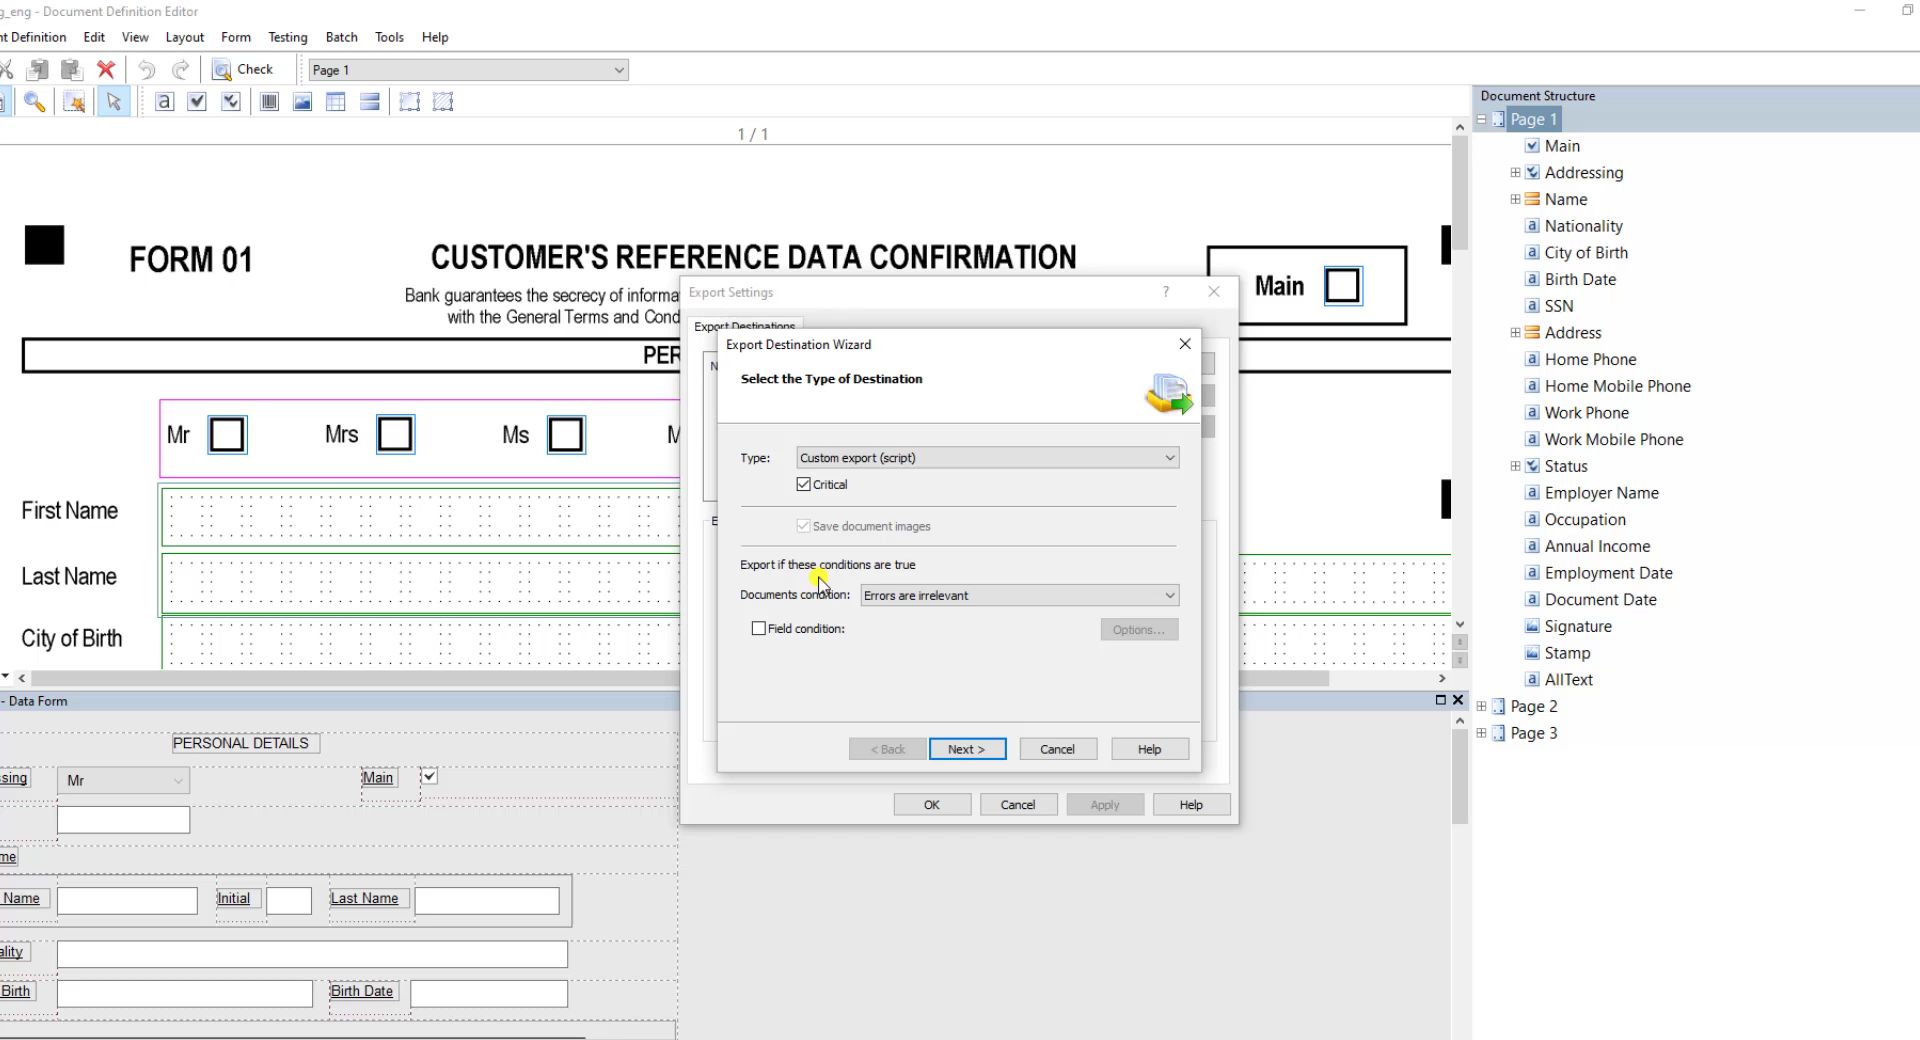 g_eng - Document Definition Editor
nt Definition Edit View Layout Form Testing Batch Tools Help
Check Page 1
Document Structure
1 / 1
Page 1
Main
Addressing
Name
Nationality
City of Birth
Birth Date
SSN
Address
Home Phone
Home Mobile Phone
Work Phone
Work Mobile Phone
Status
Employer Name
Occupation
Annual Income
Employment Date
Document Date
Signature
Stamp
AllText
Page 2
Page 3
FORM 01
CUSTOMER'S REFERENCE DATA CONFIRMATION
Bank guarantees the secrecy of informa
with the General Terms and Cond
Main
PER
Mr Mrs Ms M
First Name
Last Name
City of Birth
Export Settings
Export Destinations
N
E
Export Destination Wizard
Select the Type of Destination
Type: Custom export (script)
Critical
Save document images
Export if these conditions are true
Documents condition: Errors are irrelevant
Field condition: Options...
< Back Next > Cancel Help
OK Cancel Apply Help
- Data Form
PERSONAL DETAILS
ssing Mr Main
me
Name Initial Last Name
ality
Birth Birth Date